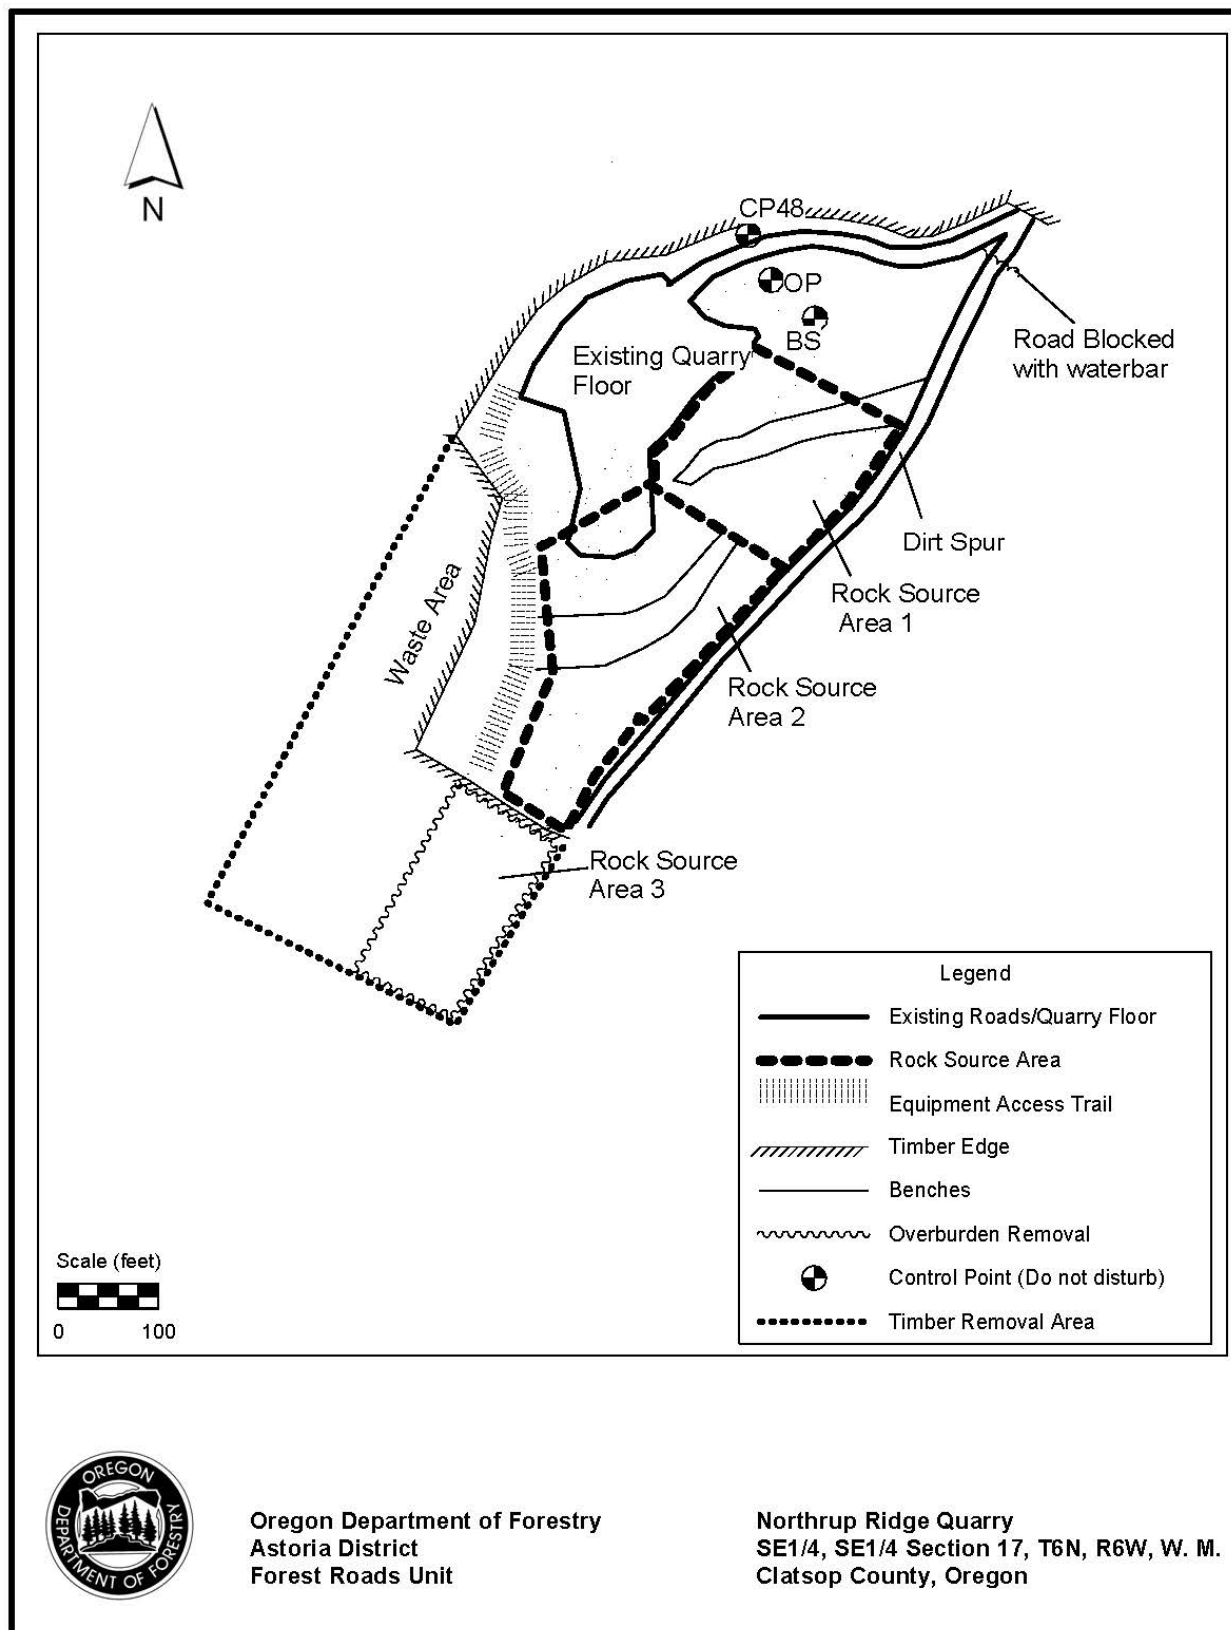 N
CP48
OP
BS
Existing Quarry
Floor
Road Blocked
with waterbar
Dirt Spur
Rock Source
Area 1
Waste Area
Rock Source
Area 2
Rock Source
Area 3
Legend
Existing Roads/Quarry Floor
Rock Source Area
Equipment Access Trail
Timber Edge
Benches
Overburden Removal
Control Point (Do not disturb)
Timber Removal Area
Scale (feet)
0 100
OREGON
DEPARTMENT OF FORESTRY
Oregon Department of Forestry
Astoria District
Forest Roads Unit
Northrup Ridge Quarry
SE1/4, SE1/4 Section 17, T6N, R6W, W. M.
Clatsop County, Oregon